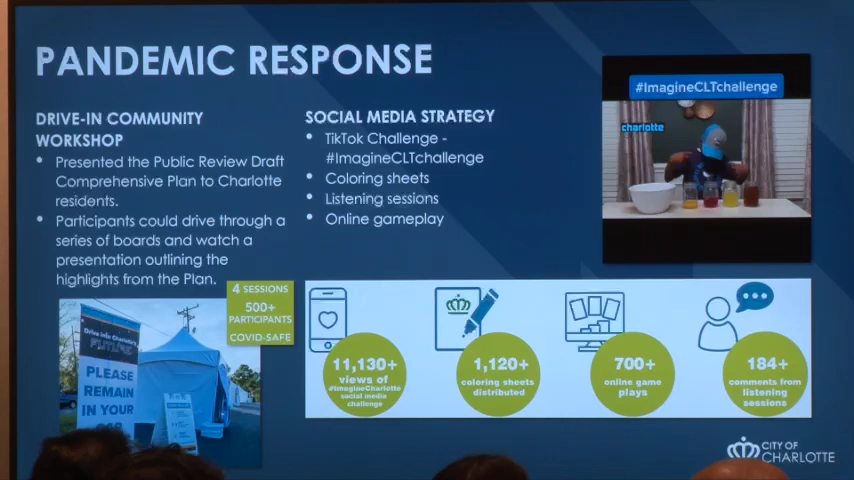 PANDEMIC RESPONSE
DRIVE-IN COMMUNITY
WORKSHOP
• Presented the Public Review Draft
Comprehensive Plan to Charlotte
residents.
• Participants could drive through a
series of boards and watch a
presentation outlining the
highlights from the Plan.
SOCIAL MEDIA STRATEGY
• TikTok Challenge -
#ImagineCLTchallenge
• Coloring sheets
• Listening sessions
• Online gameplay
#ImagineCLTchallenge
charlotte
4 SESSIONS
500+
PARTICIPANTS
COVID-SAFE
Drive into Charlotte's
FUTURE
PLEASE
REMAIN
IN YOUR
11,130+
views of
#ImagineCharlotte
social media
challenge
1,120+
coloring sheets
distributed
700+
online game
plays
184+
comments from
listening
sessions
CITY OF
CHARLOTTE